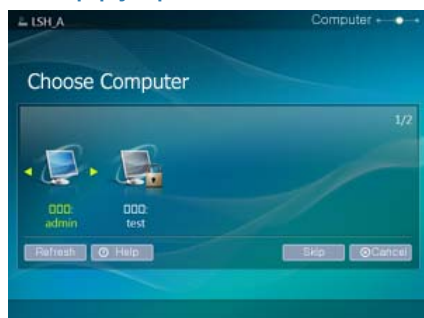 LSH_A
Computer
Choose Computer
1/2
□□□: □□□:
admin test
Refresh Help Skip Cancel